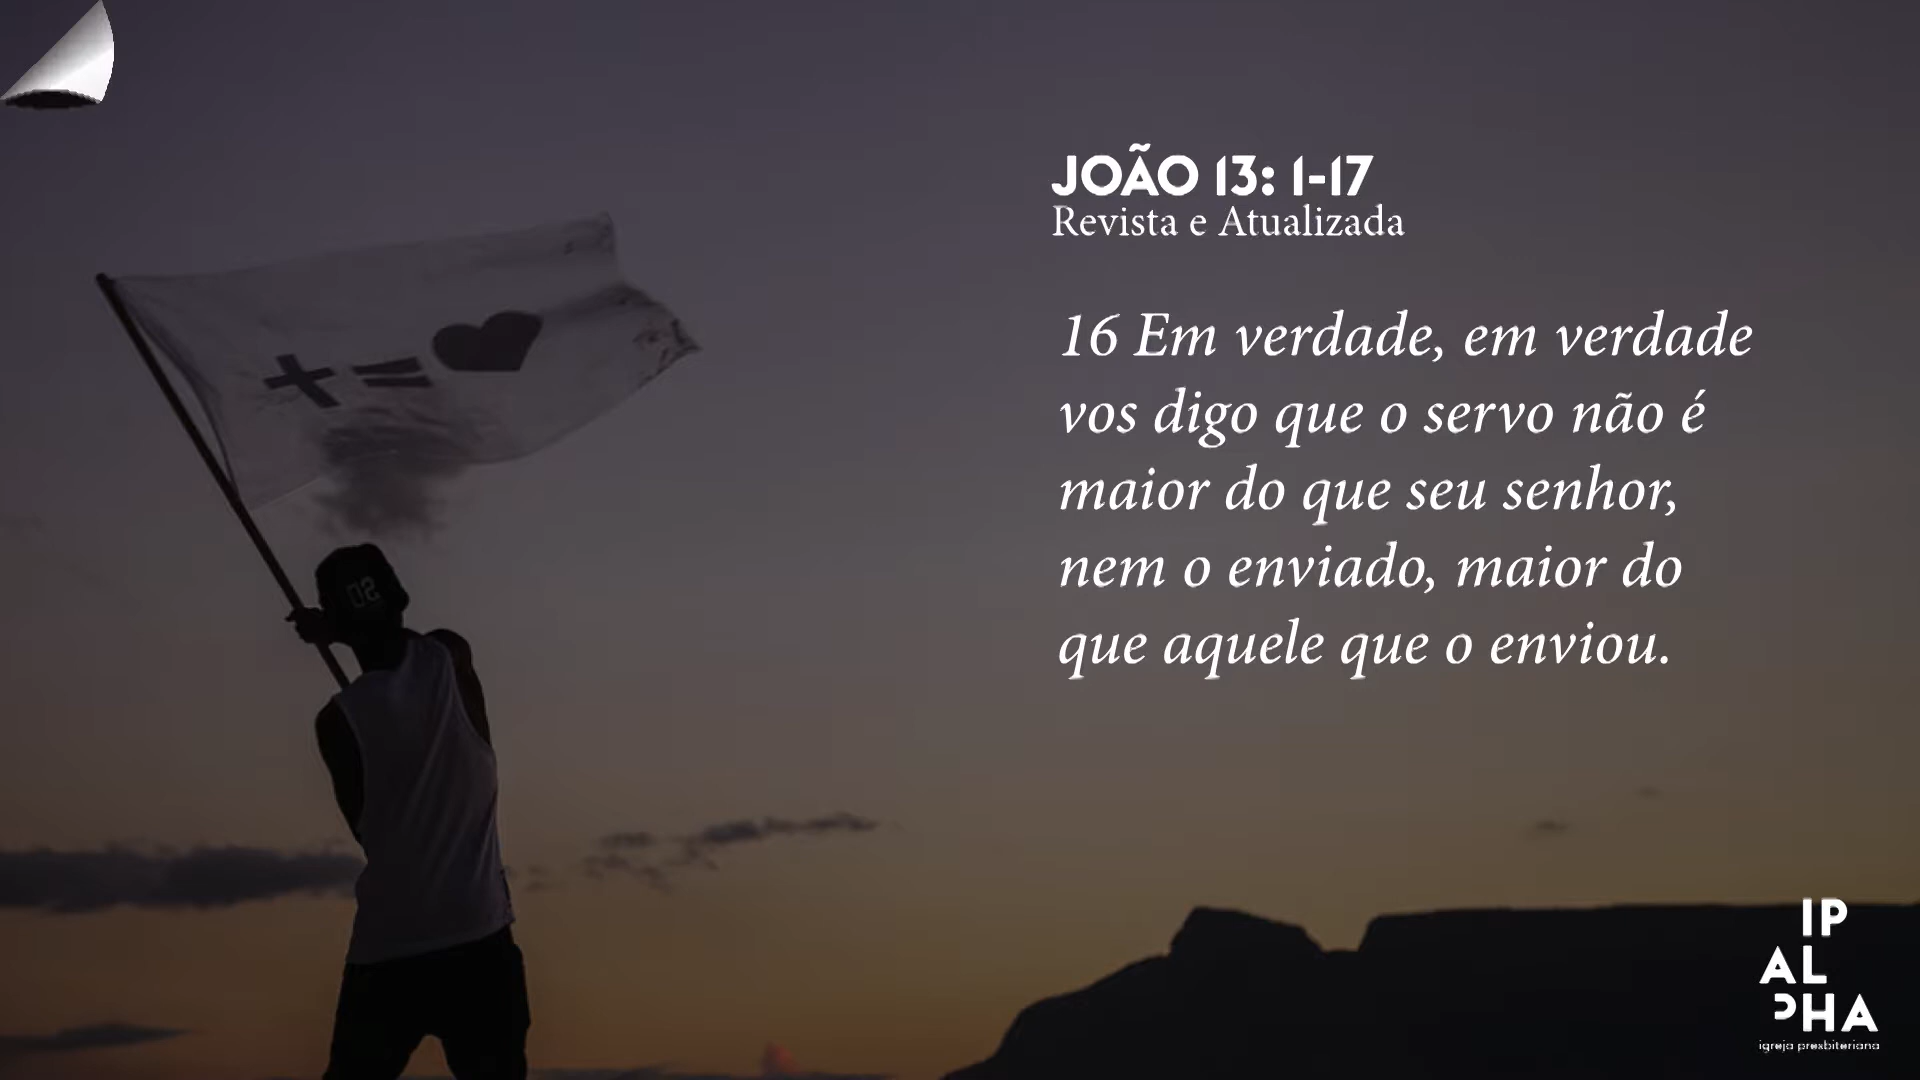 JOÃO 13: 1-17
Revista e Atualizada
16 Em verdade, em verdade
vos digo que o servo não é
maior do que seu senhor,
nem o enviado, maior do
que aquele que o enviou.
+ = ♥
02
IP
AL
PHA
igreja presbiteriana